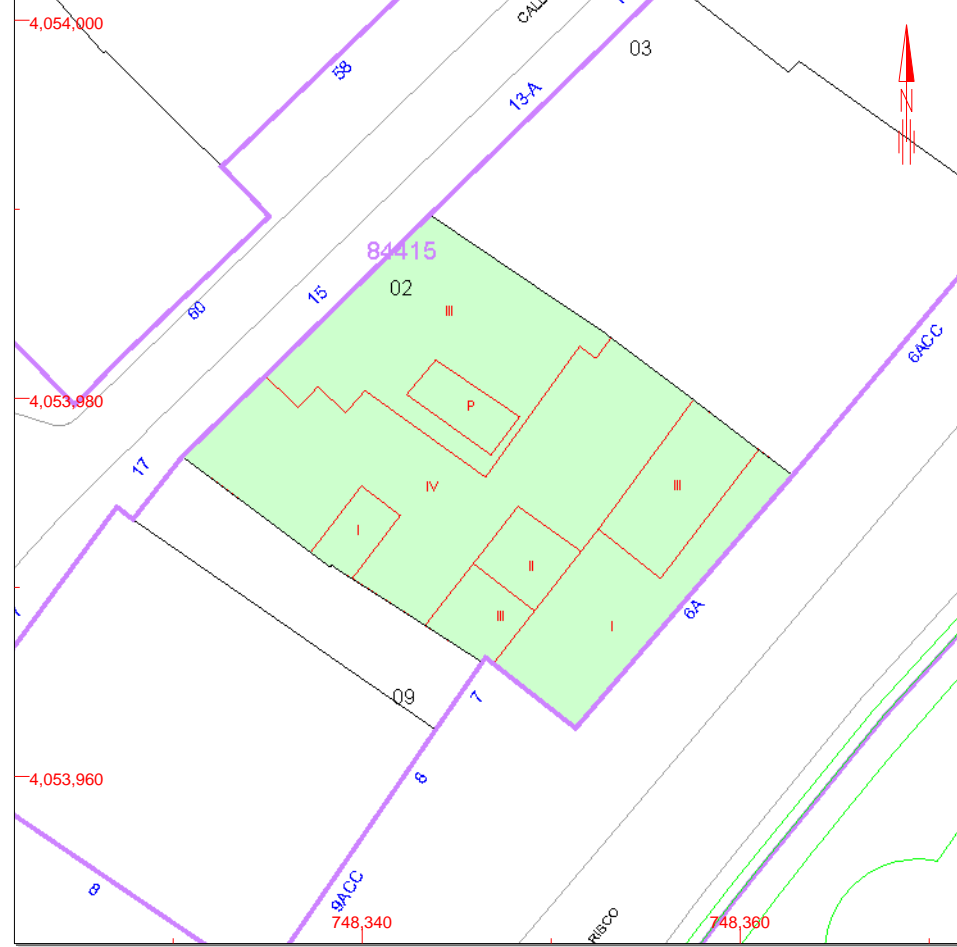 4,054,000
CALL
03
58
13-A
N
84415
02
15
60
III
6ACC
4,053,980
P
17
IV
III
I
II
6A
III
I
09
7
4,053,960
6
8
9ACC
748,340
748,360
RISCO